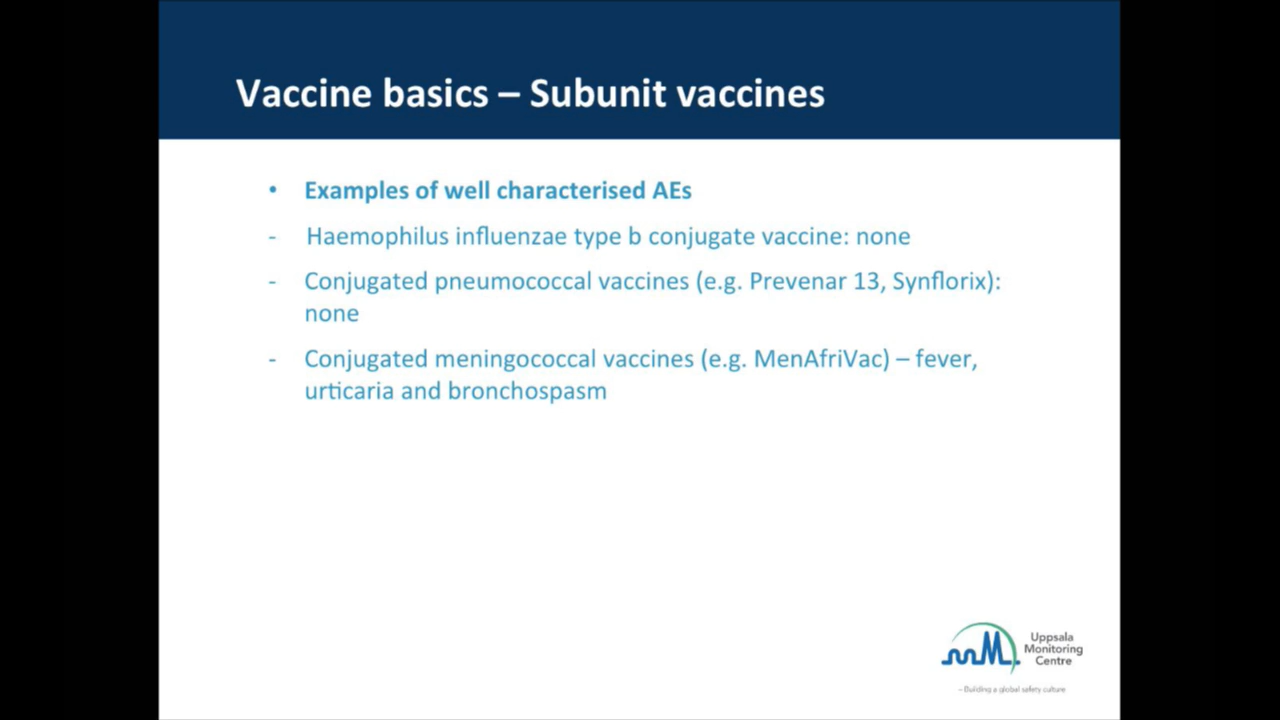 Vaccine basics – Subunit vaccines
• Examples of well characterised AEs
- Haemophilus influenzae type b conjugate vaccine: none
- Conjugated pneumococcal vaccines (e.g. Prevenar 13, Synflorix):
none
- Conjugated meningococcal vaccines (e.g. MenAfriVac) – fever,
urticaria and bronchospasm
Uppsala
Monitoring
Centre
– Building a global safety culture